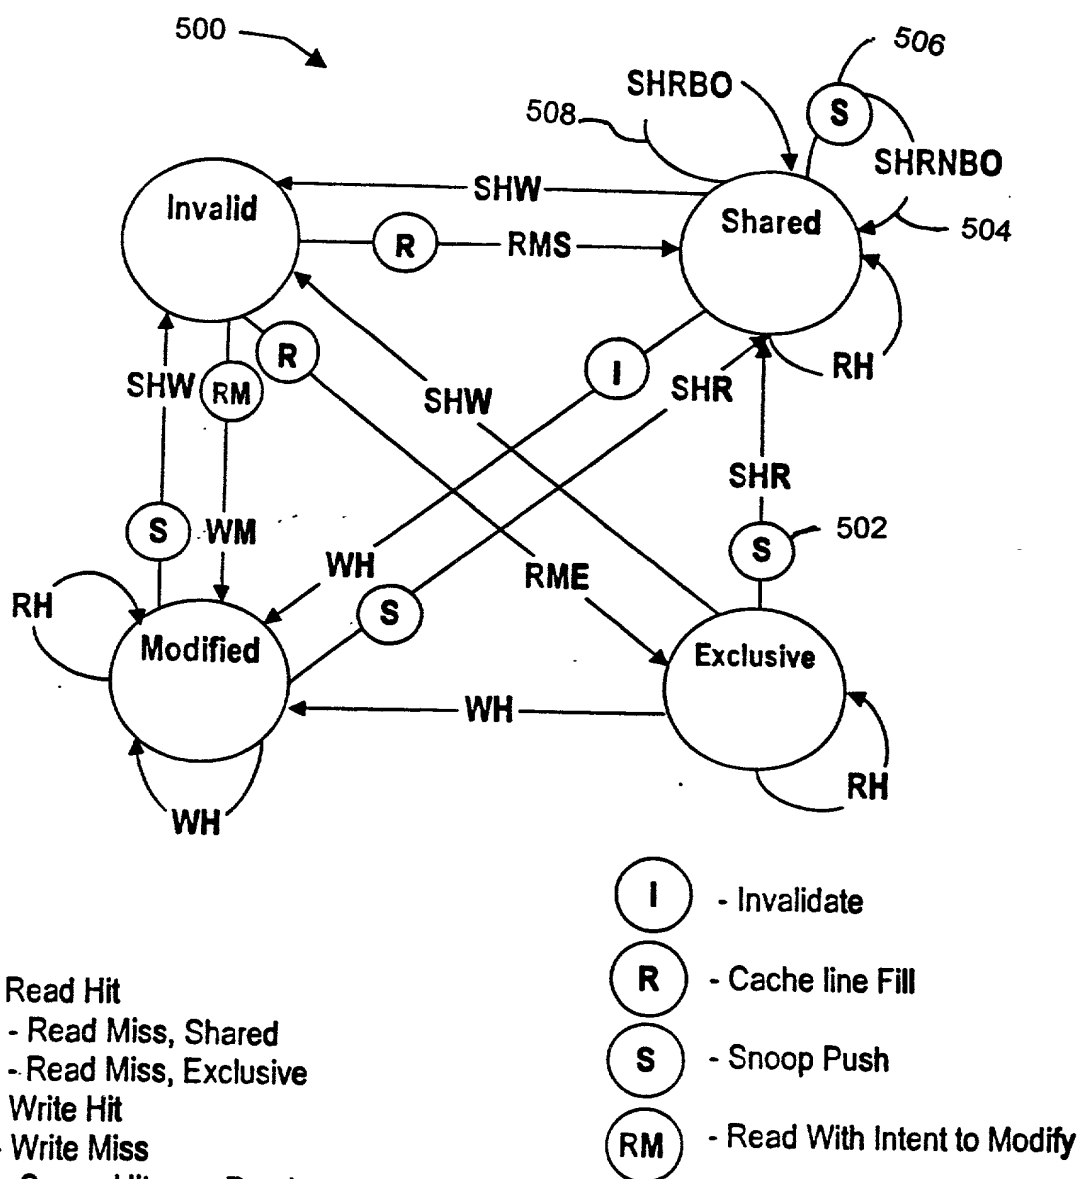 500
506
SHRBO
508
S
SHRNBO
SHW
Invalid
Shared
504
R
RMS
R
I
RH
SHW
RM
SHW
SHR
SHR
S
WM
S
502
WH
RME
RH
S
Modified
Exclusive
WH
RH
WH
I - Invalidate
R - Cache line Fill
S - Snoop Push
RM - Read With Intent to Modify
Read Hit
- Read Miss, Shared
- Read Miss, Exclusive
Write Hit
- Write Miss